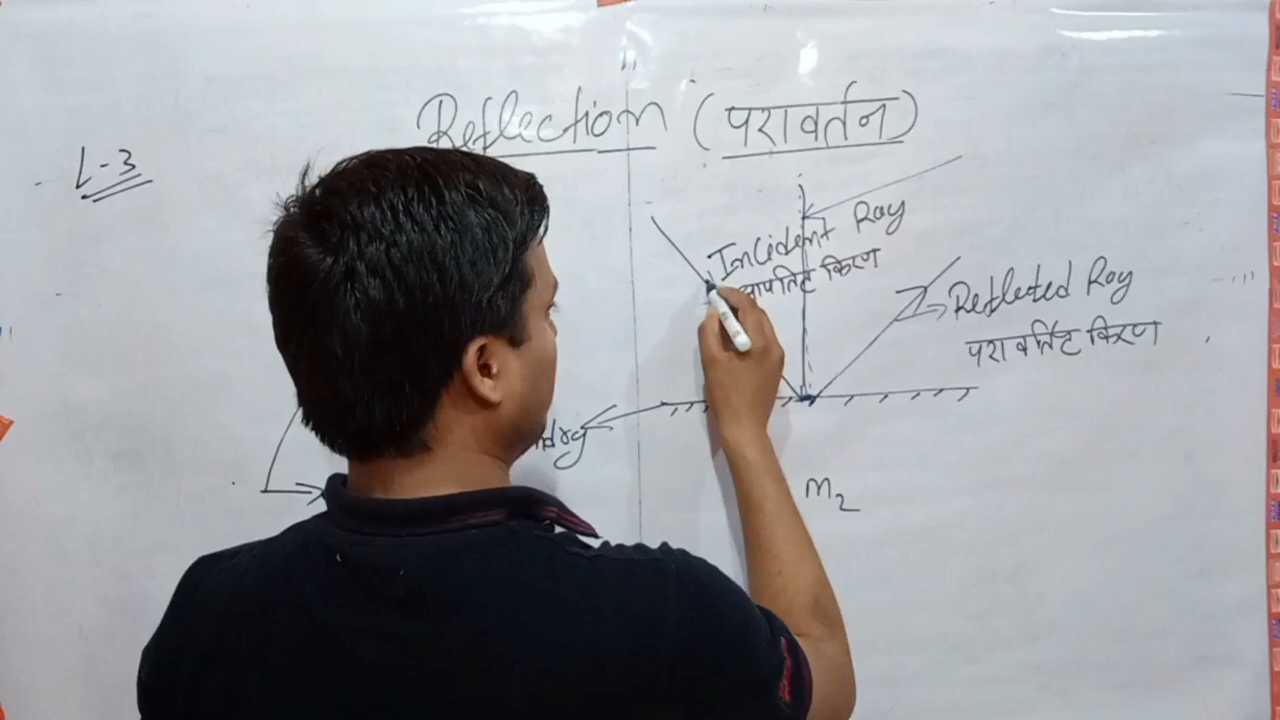 Reflection (परावर्तन)
L-3
Incident Ray
आपतित किरण
Reflected Ray
परावर्तित किरण
m2